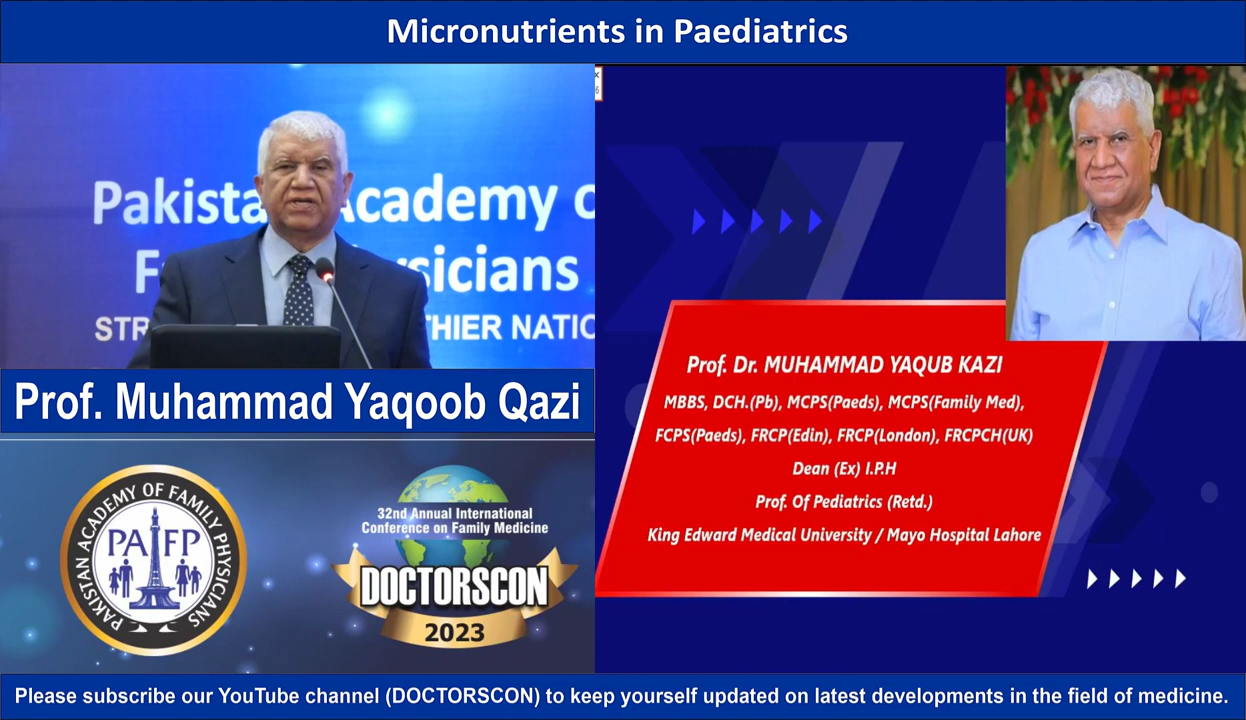 Micronutrients in Paediatrics
Pakista Academy o
F sicians
STR THIER NATIO
Prof. Muhammad Yaqoob Qazi
PAKISTAN ACADEMY OF FAMILY PHYSICIANS
PAFP
32nd Annual International
Conference on Family Medicine
DOCTORSCON
2023
Prof. Dr. MUHAMMAD YAQUB KAZI
MBBS, DCH.(Pb), MCPS(Paeds), MCPS(Family Med),
FCPS(Paeds), FRCP(Edin), FRCP(London), FRCPCH(UK)
Dean (Ex) I.P.H
Prof. Of Pediatrics (Retd.)
King Edward Medical University / Mayo Hospital Lahore
Please subscribe our YouTube channel (DOCTORSCON) to keep yourself updated on latest developments in the field of medicine.